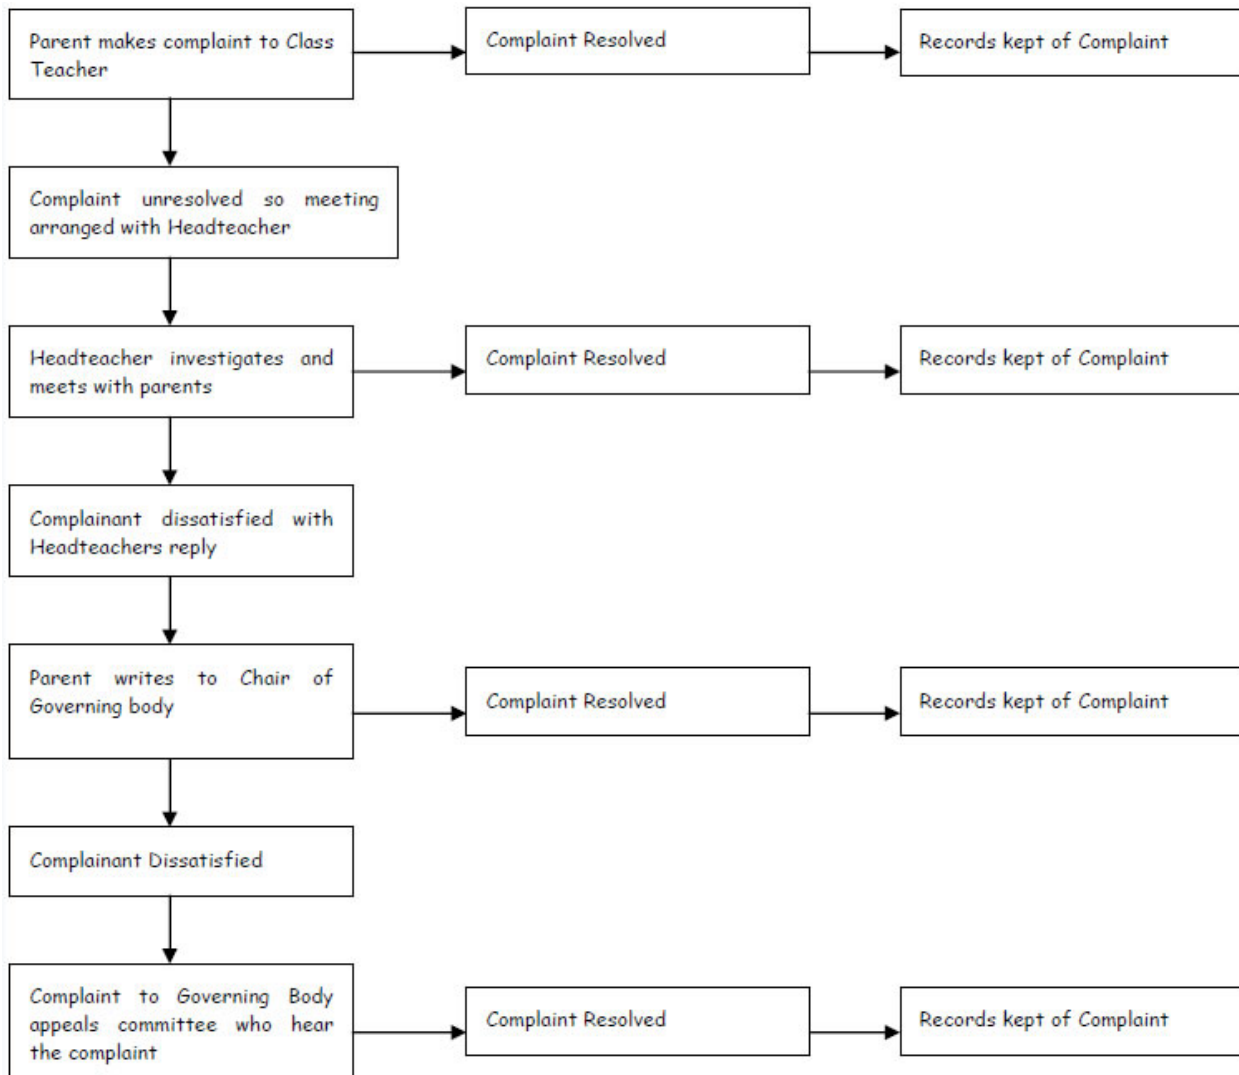 Parent makes complaint to Class
Teacher
Complaint Resolved
Records kept of Complaint
Complaint unresolved so meeting
arranged with Headteacher
Headteacher investigates and
meets with parents
Complaint Resolved
Records kept of Complaint
Complainant dissatisfied with
Headteachers reply
Parent writes to Chair of
Governing body
Complaint Resolved
Records kept of Complaint
Complainant Dissatisfied
Complaint to Governing Body
appeals committee who hear
the complaint
Complaint Resolved
Records kept of Complaint